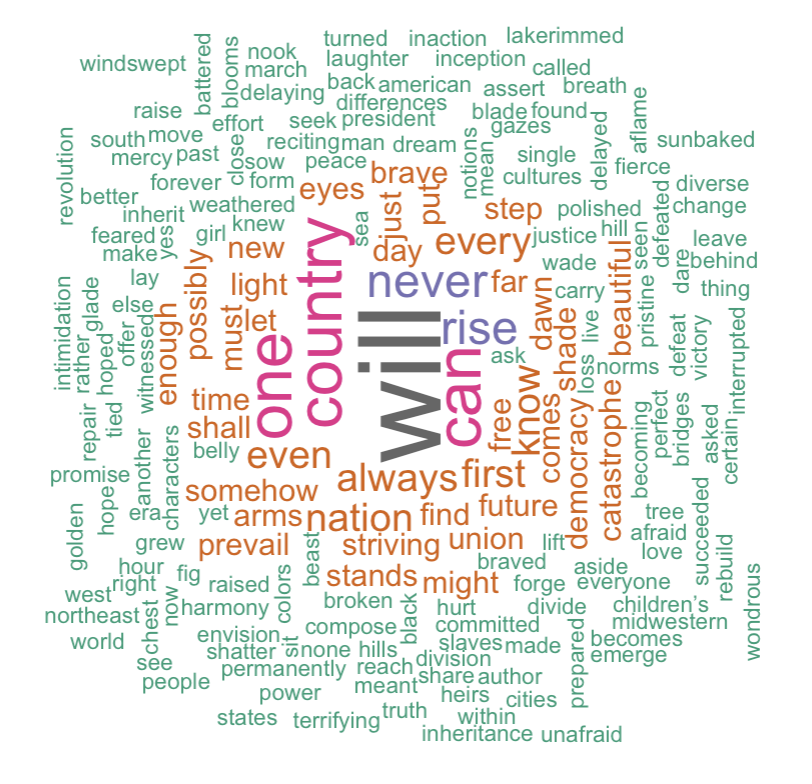 turned inaction lakerimmed
windswept battered blooms nook laughter inception called
march back american assert breath
delaying differences
raise effort seek president blade found aflame
south move reciting man dream gazes delayed sunbaked
revolution mercy past close sow peace notions mean single fierce
better forever form eyes brave cultures diverse
inherit weathered just put step polished defeated change
feared yes girl knew sea day every justice hill seen leave
make new country never far wade beautiful dare behind
lay possibly light carry pristine thing
else must let will rise dawn shade live
intimidation rather glade hoped offer witnessed enough one can ask loss norms defeat victory interrupted
time free know comes democracy catastrophe perfect
repair tied shall becoming bridges asked certain
belly even
promise another characters somehow always first
golden hope era yet arms nation find future tree
grew prevail striving union lift afraid love succeeded
hour fig beast stands might braved aside rebuild
west right now raised colors broken forge everyone
northeast chest harmony black hurt divide children's wondrous
world envision sit compose committed midwestern
see shatter none hills slaves made becomes
people permanently reach division prepared emerge
power meant share author
heirs cities
states terrifying truth within
inheritance unafraid